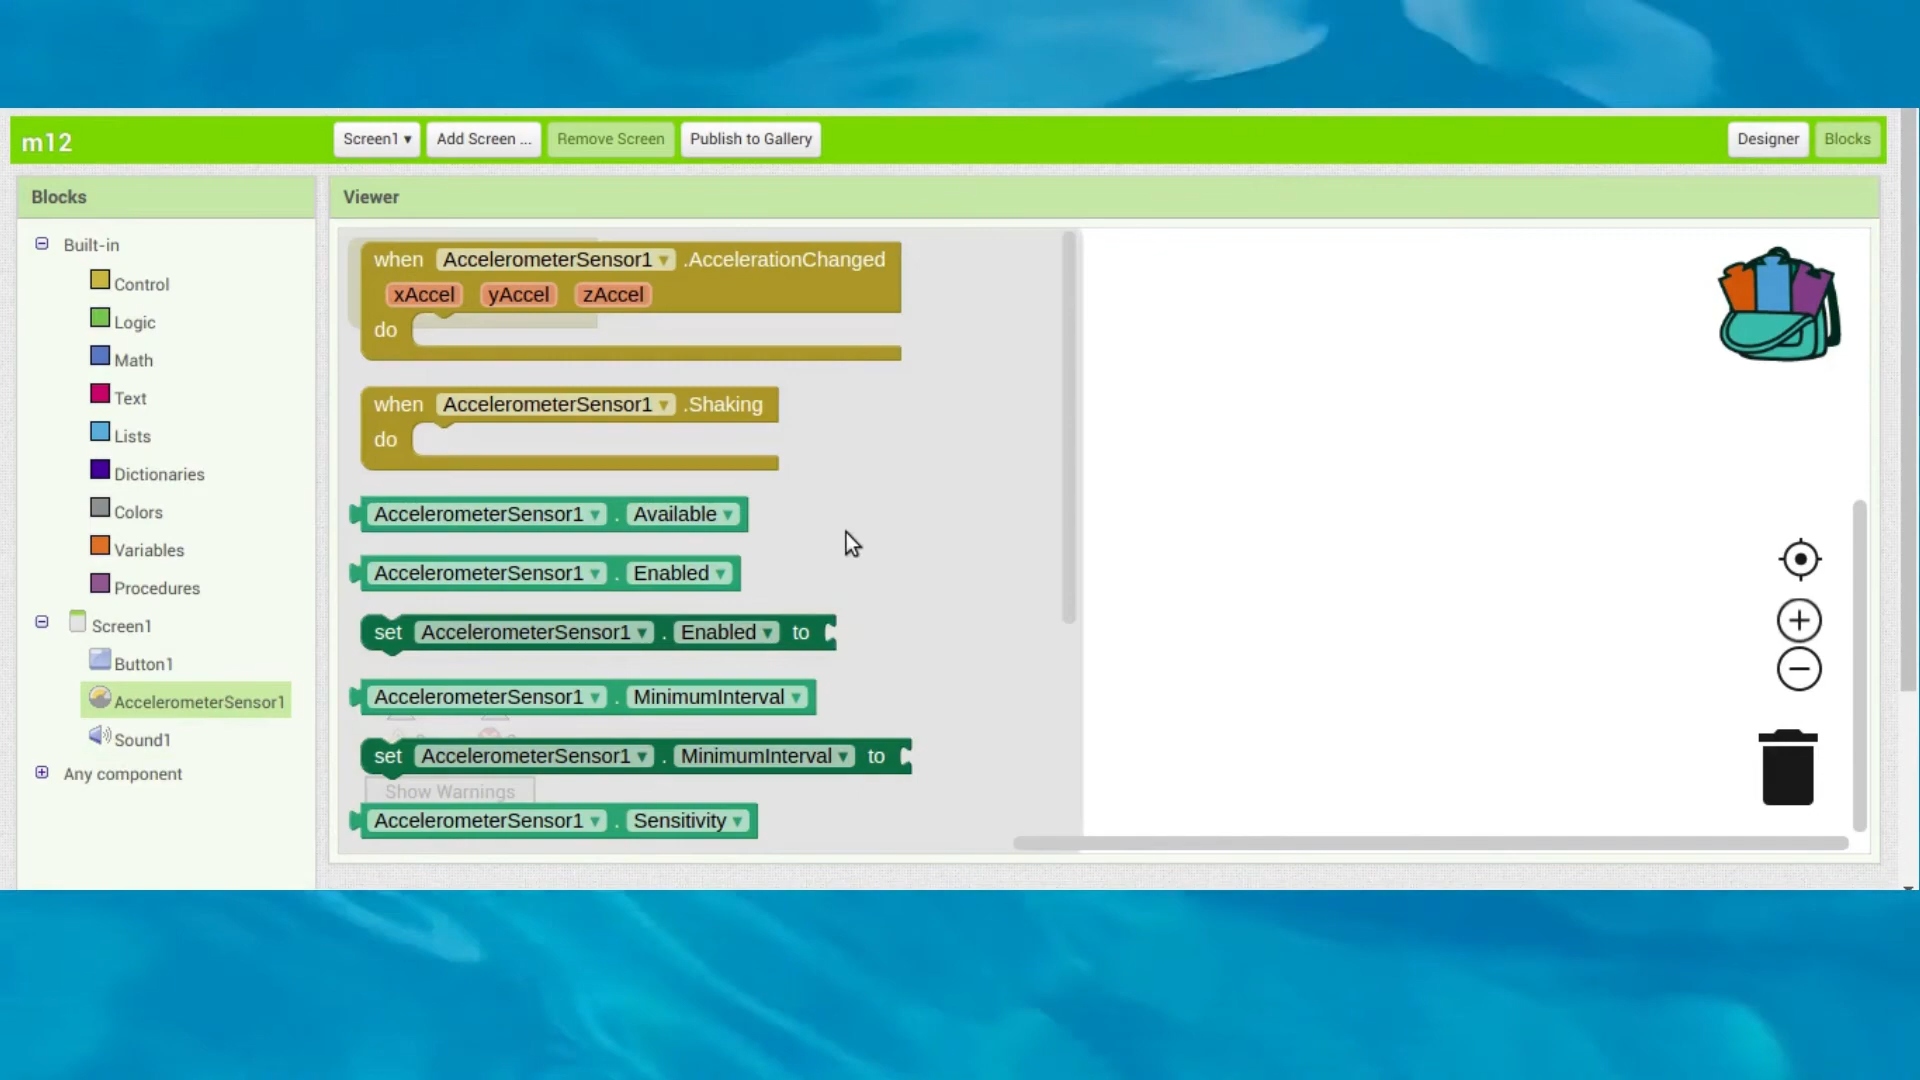 m12
Screen1 ▾ Add Screen ... Remove Screen Publish to Gallery Designer Blocks
Blocks
Viewer
Built-in
Control
Logic
Math
Text
Lists
Dictionaries
Colors
Variables
Procedures
Screen1
Button1
AccelerometerSensor1
Sound1
Any component
when AccelerometerSensor1 ▾ .AccelerationChanged
xAccel yAccel zAccel
do
when AccelerometerSensor1 ▾ .Shaking
do
AccelerometerSensor1 ▾ . Available ▾
AccelerometerSensor1 ▾ . Enabled ▾
set AccelerometerSensor1 ▾ . Enabled ▾ to
AccelerometerSensor1 ▾ . MinimumInterval ▾
set AccelerometerSensor1 ▾ . MinimumInterval ▾ to
Show Warnings
AccelerometerSensor1 ▾ . Sensitivity ▾